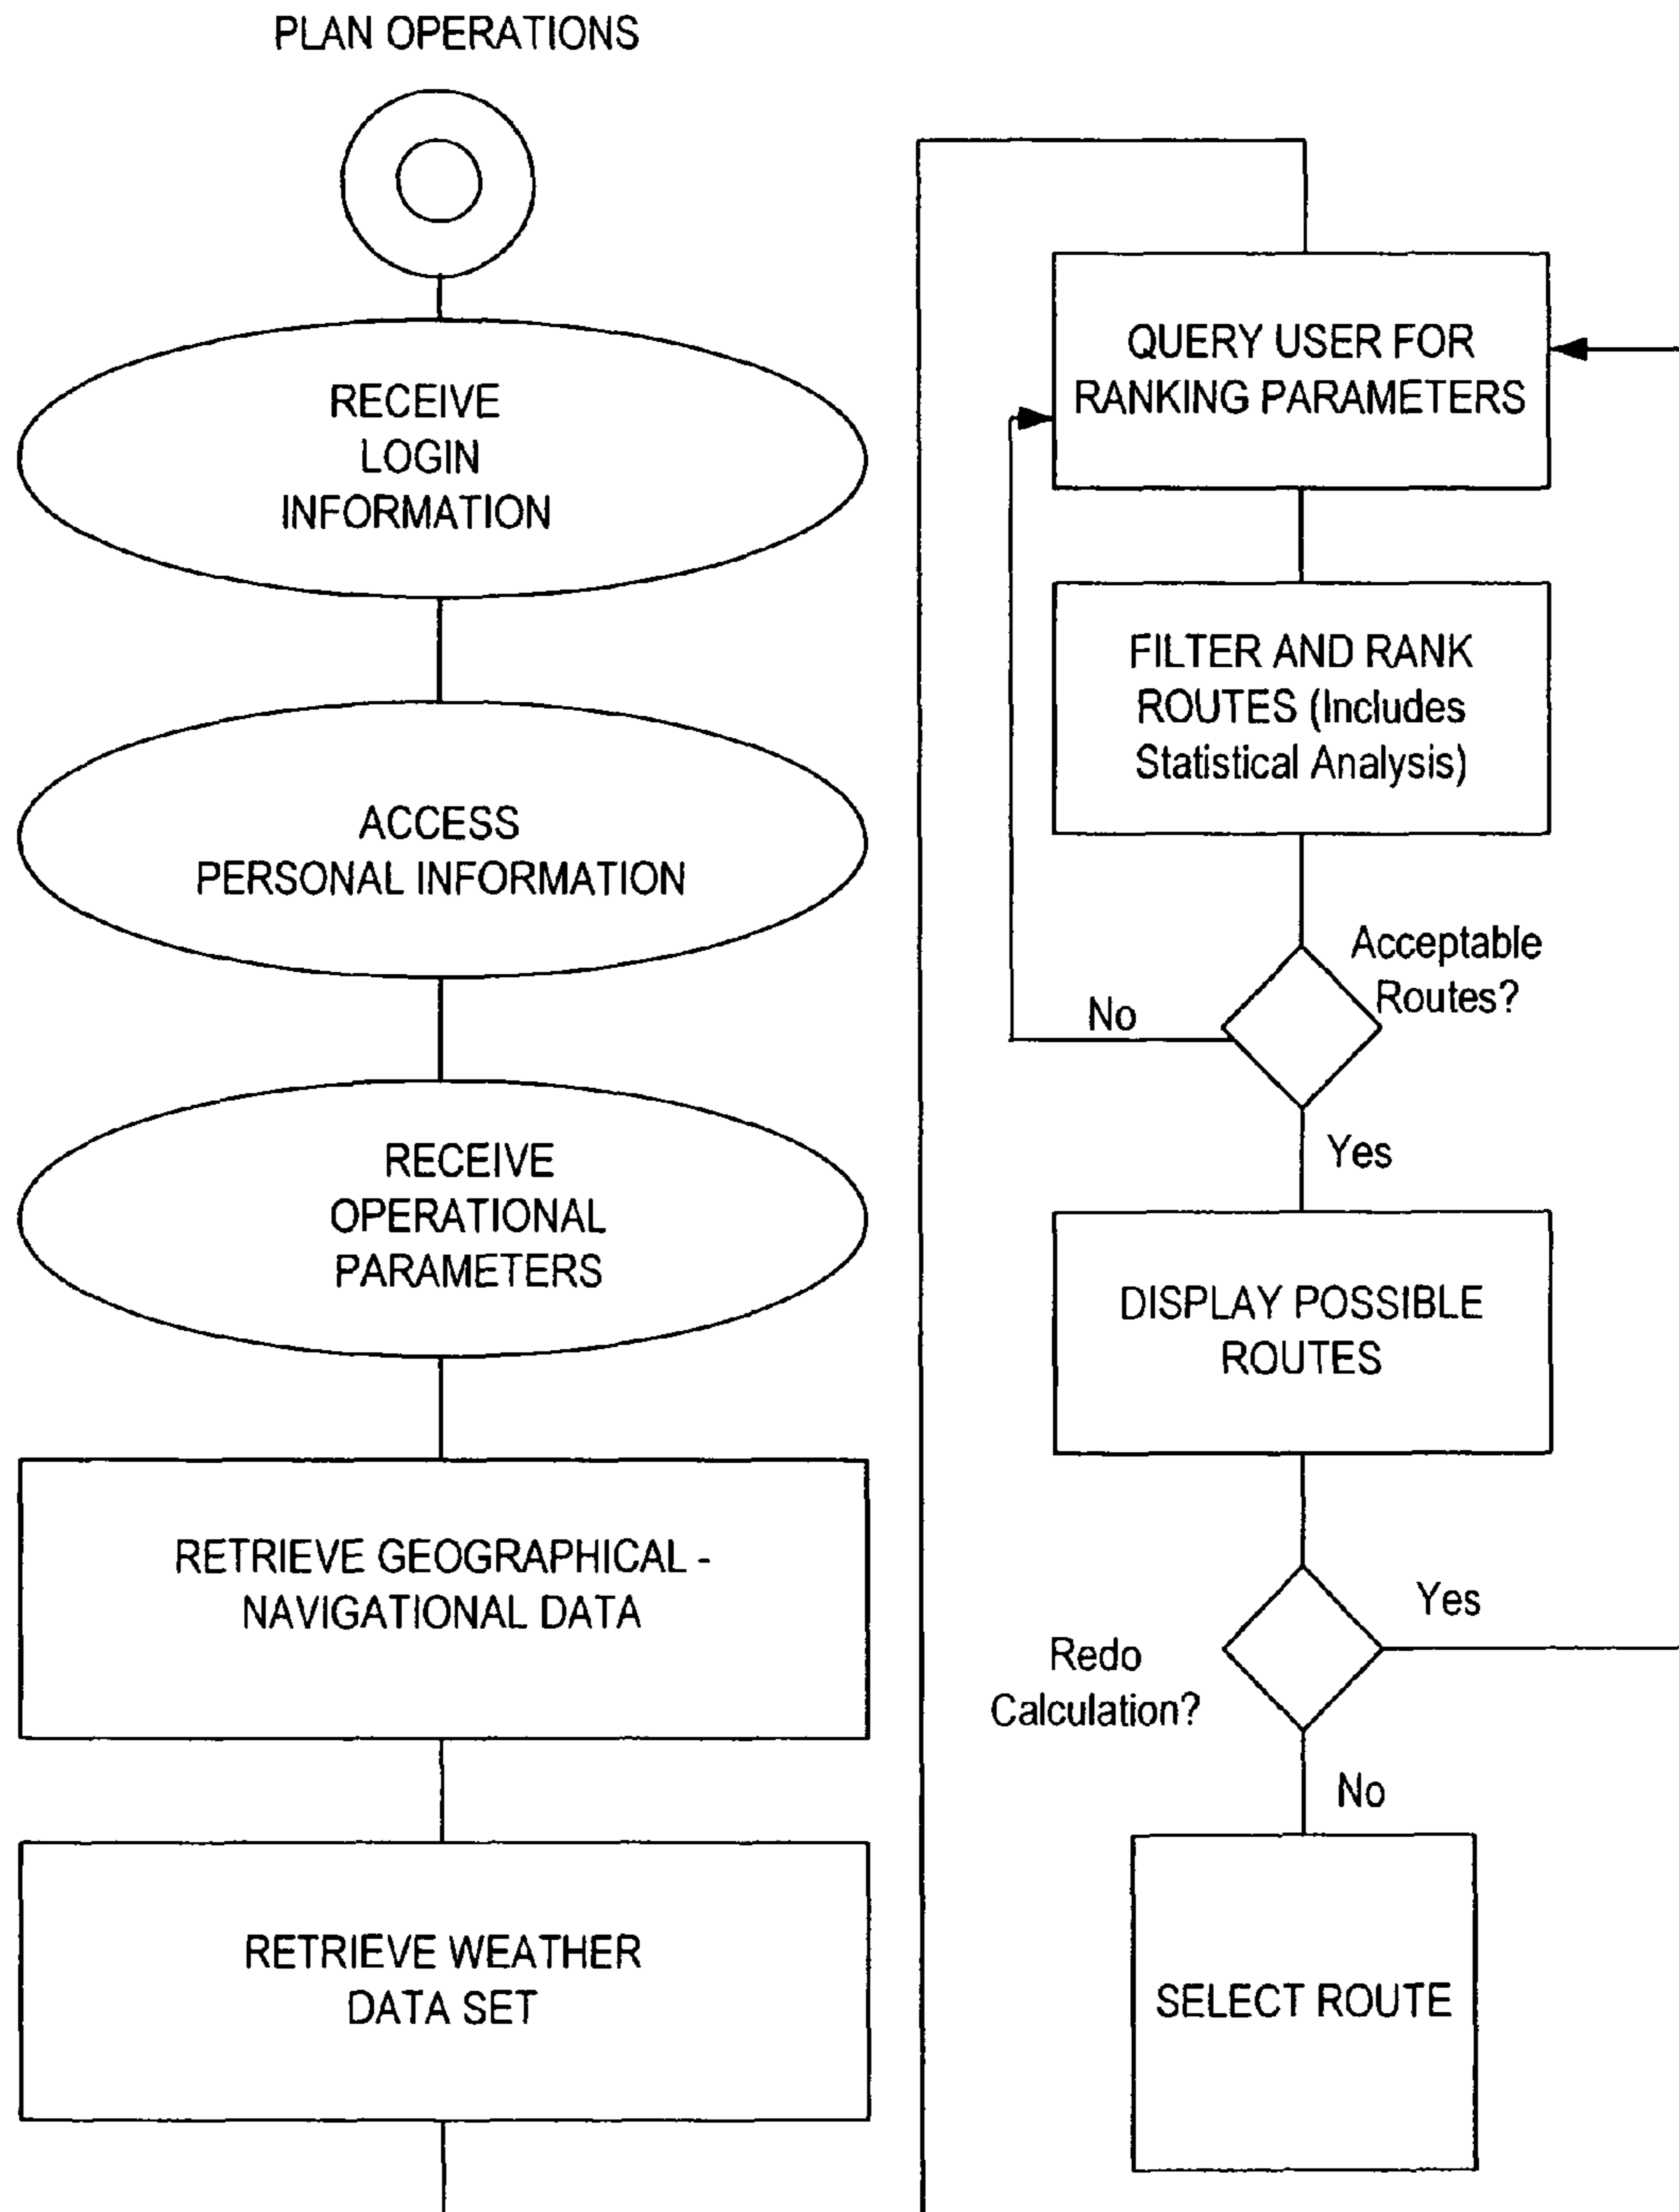 PLAN OPERATIONS
RECEIVE
LOGIN
INFORMATION
ACCESS
PERSONAL INFORMATION
RECEIVE
OPERATIONAL
PARAMETERS
RETRIEVE GEOGRAPHICAL -
NAVIGATIONAL DATA
RETRIEVE WEATHER
DATA SET
QUERY USER FOR
RANKING PARAMETERS
FILTER AND RANK
ROUTES (Includes
Statistical Analysis)
Acceptable
Routes?
No
Yes
DISPLAY POSSIBLE
ROUTES
Redo
Calculation?
Yes
No
SELECT ROUTE